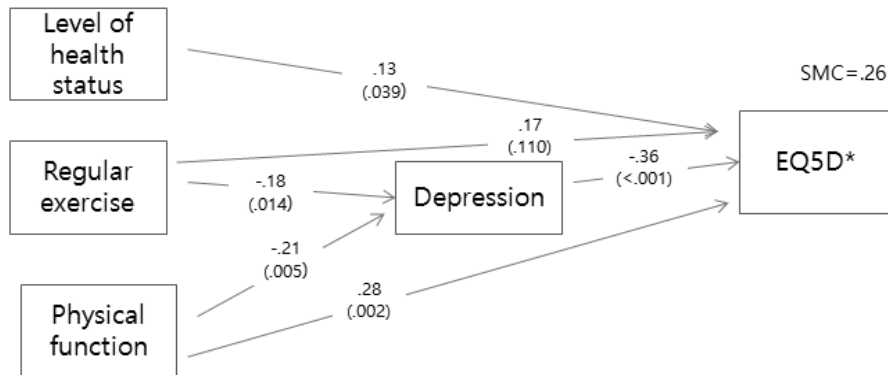 Level of
health
status
.13
(.039)
SMC=.26
Regular
exercise
.17
(.110)
-.18
(.014)
Depression
-.36
(<.001)
EQ5D*
-.21
(.005)
Physical
function
.28
(.002)